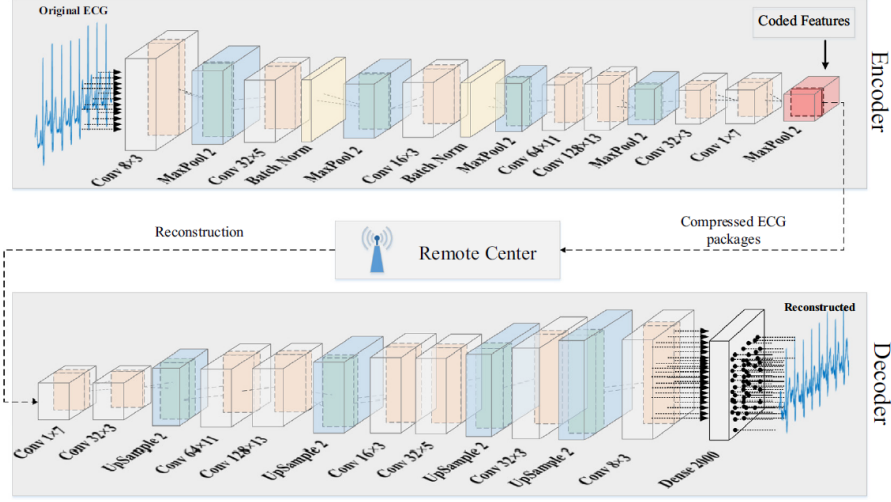 Original ECG
Coded Features
Encoder
Conv 8×3
MaxPool 2
Conv 32×5
Batch Norm
MaxPool 2
Conv 16×3
Batch Norm
MaxPool 2
Conv 64×11
Conv 128×13
MaxPool 2
Conv 32×3
Conv 1×7
MaxPool 2
Reconstruction
Remote Center
Compressed ECG
packages
Reconstructed
Decoder
Conv 1×7
Conv 32×3
UpSample 2
Conv 64×11
Conv 128×13
UpSample 2
Conv 16×3
Conv 32×5
UpSample 2
Conv 32×3
UpSample 2
Conv 8×3
Dense 2000